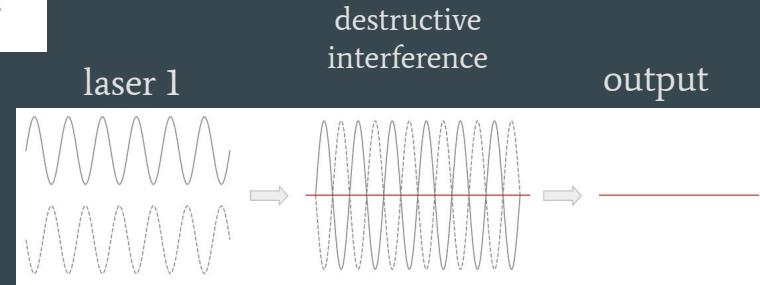 destructive
interference
laser 1
output